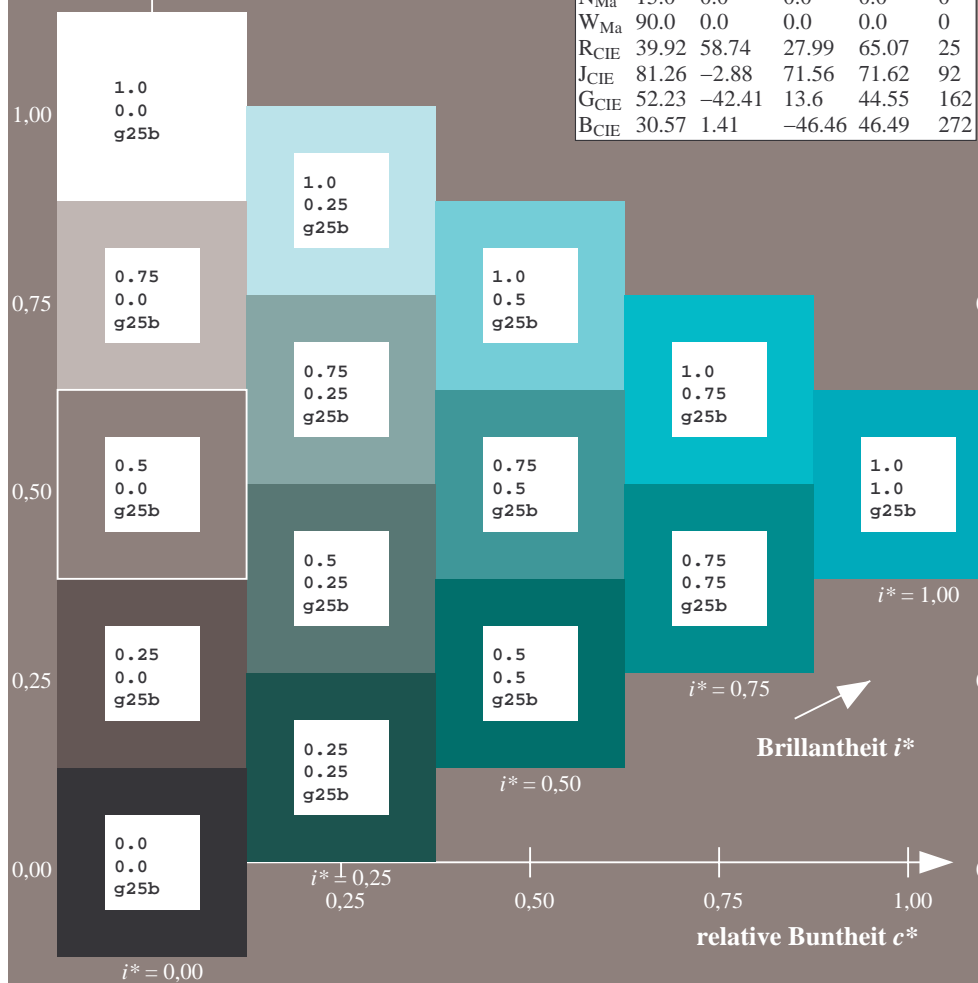 W_Ma 90.0 0.0 0.0 0.0 0
R_CIE 39.92 58.74 27.99 65.07 25
J_CIE 81.26 –2.88 71.56 71.62 92
G_CIE 52.23 –42.41 13.6 44.55 162
B_CIE 30.57 1.41 –46.46 46.49 272
1.0
0.0
g25b
1,00
1.0
0.25
g25b
0.75
0.0
g25b
1.0
0.5
g25b
0,75
0.75
0.25
g25b
1.0
0.75
g25b
0.5
0.0
g25b
0.75
0.5
g25b
1.0
1.0
g25b
0,50
0.5
0.25
g25b
0.75
0.75
g25b
i* = 1,00
0.25
0.0
g25b
0.5
0.5
g25b
0,25
i* = 0,75
0.25
0.25
g25b
Brillantheit i*
i* = 0,50
0.0
0.0
g25b
0,00
i* = 0,25
0,25 0,50 0,75 1,00
relative Buntheit c*
i* = 0,00